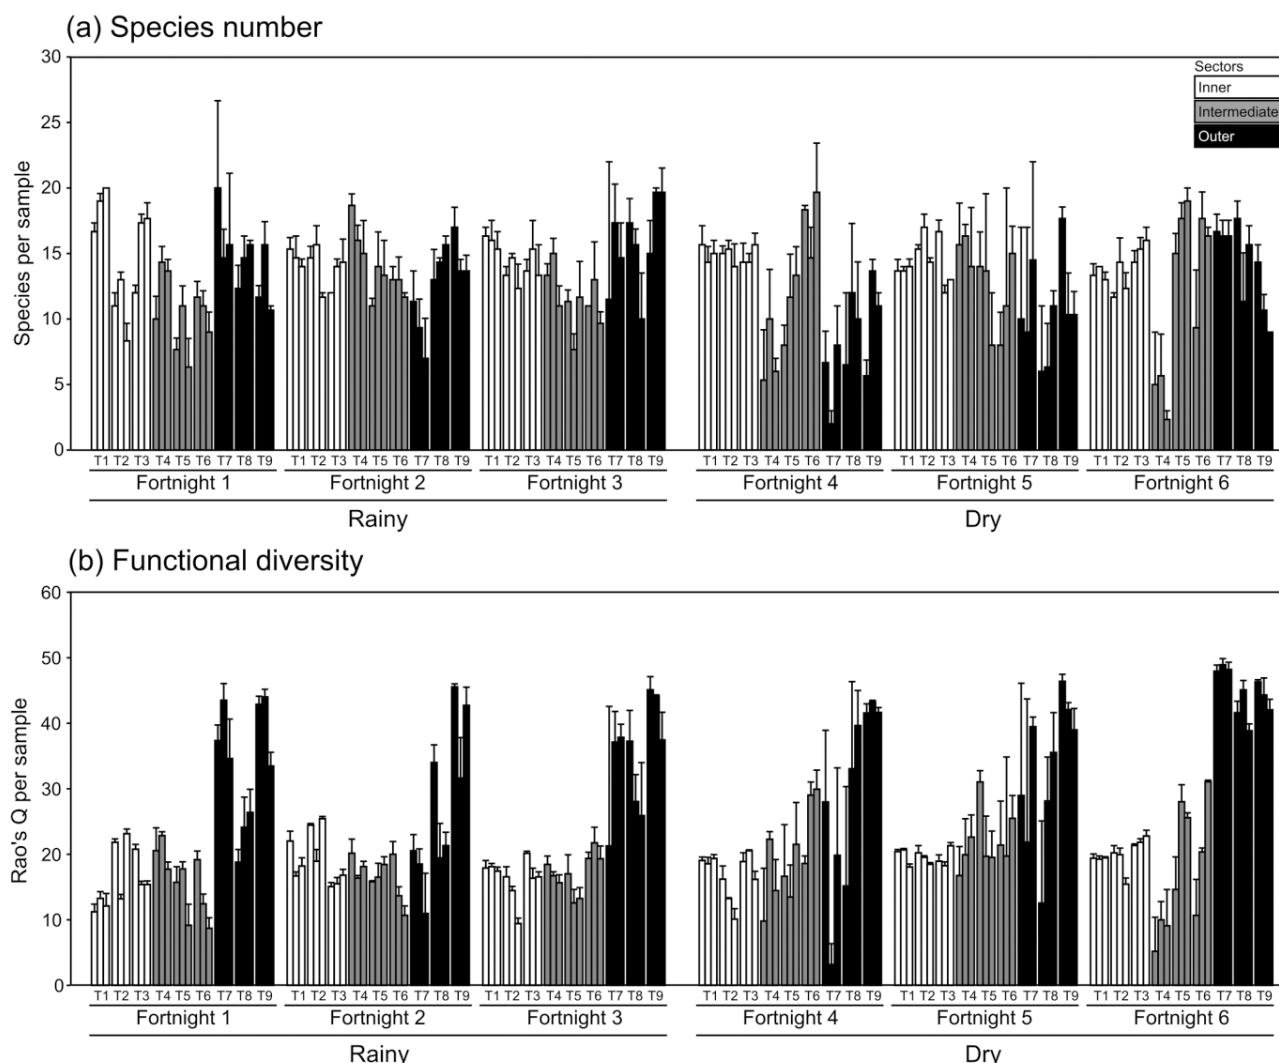 (a) Species number
30
25
20
15
10
5
0
Species per sample
Sectors
Inner
Intermediate
Outer
T1 T2 T3 T4 T5 T6 T7 T8 T9 T1 T2 T3 T4 T5 T6 T7 T8 T9 T1 T2 T3 T4 T5 T6 T7 T8 T9 T1 T2 T3 T4 T5 T6 T7 T8 T9 T1 T2 T3 T4 T5 T6 T7 T8 T9 T1 T2 T3 T4 T5 T6 T7 T8 T9
Fortnight 1 Fortnight 2 Fortnight 3 Fortnight 4 Fortnight 5 Fortnight 6
Rainy Dry
(b) Functional diversity
60
50
40
30
20
10
0
Rao's Q per sample
T1 T2 T3 T4 T5 T6 T7 T8 T9 T1 T2 T3 T4 T5 T6 T7 T8 T9 T1 T2 T3 T4 T5 T6 T7 T8 T9 T1 T2 T3 T4 T5 T6 T7 T8 T9 T1 T2 T3 T4 T5 T6 T7 T8 T9 T1 T2 T3 T4 T5 T6 T7 T8 T9
Fortnight 1 Fortnight 2 Fortnight 3 Fortnight 4 Fortnight 5 Fortnight 6
Rainy Dry